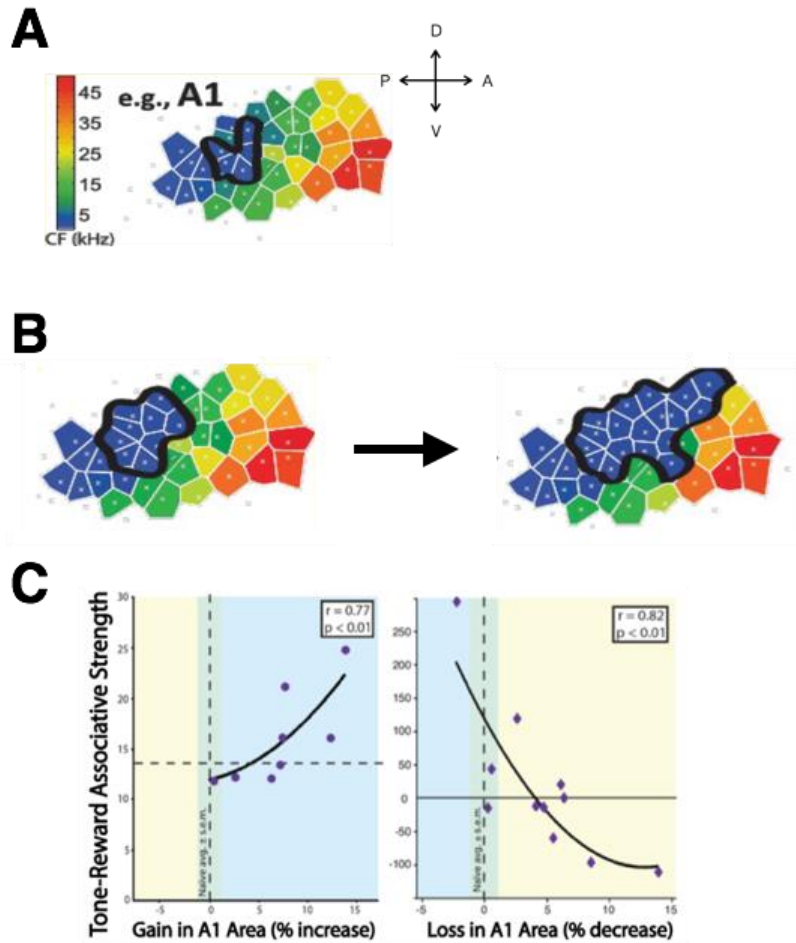 A
D
P
A
V
e.g., A1
45
35
25
15
5
CF (kHz)
B
C
Tone-Reward Associative Strength
30
25
20
15
10
5
0
r = 0.77
p < 0.01
Naïve avg. ± s.e.m.
-5
0
5
10
15
Gain in A1 Area (% increase)
250
200
150
100
50
0
-50
-100
r = 0.82
p < 0.01
Naïve avg. ± s.e.m.
-5
0
5
10
15
Loss in A1 Area (% decrease)